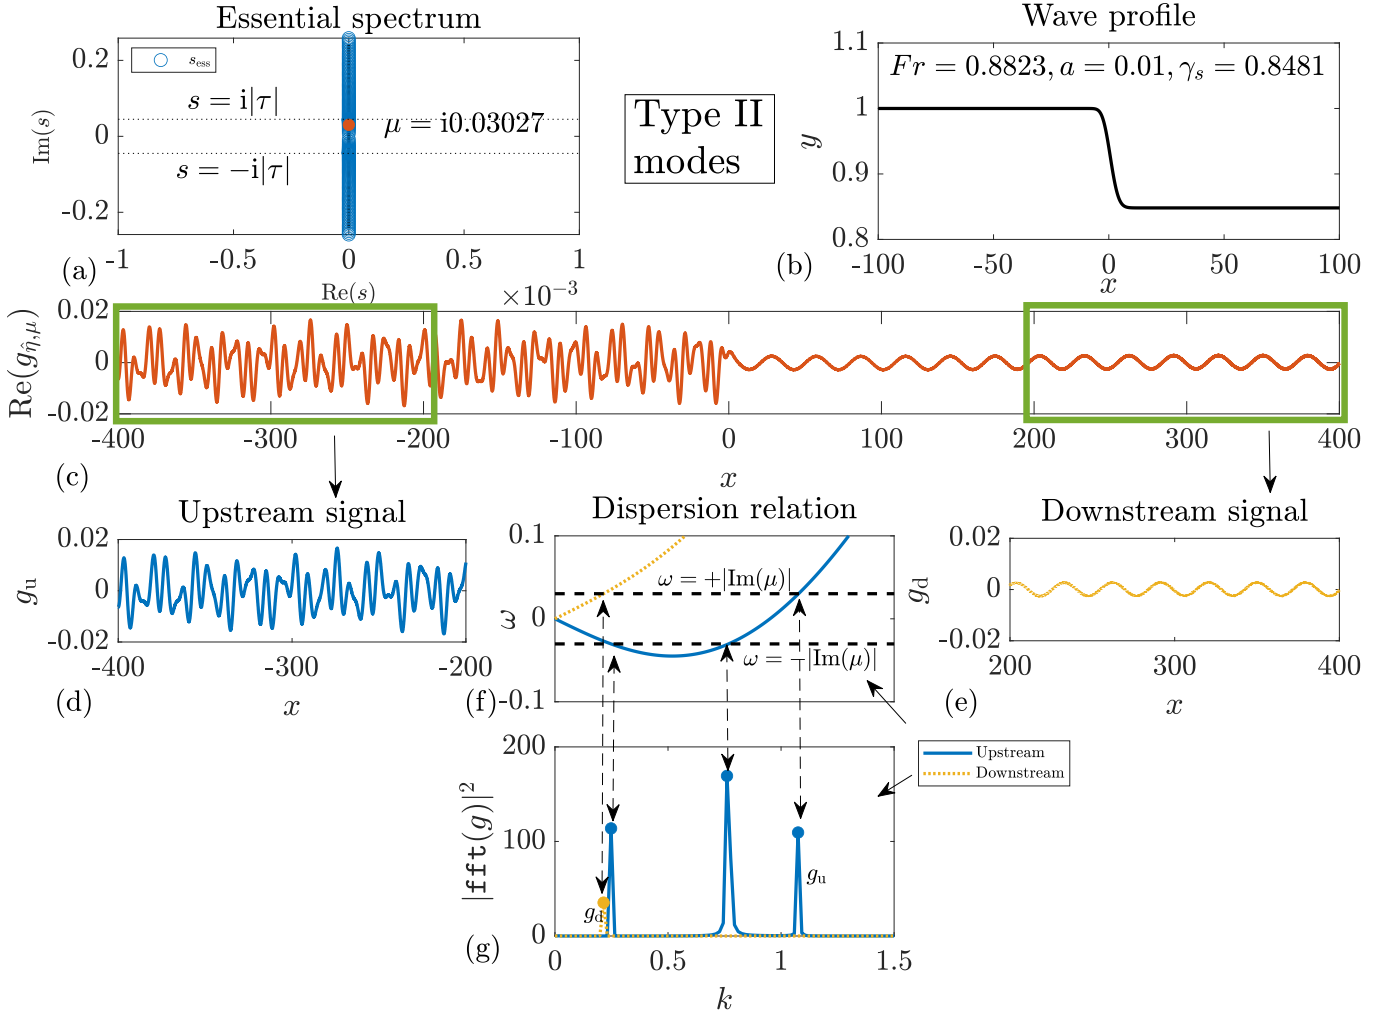 Essential spectrum
0.2
s_ess
s = i|τ|
0
μ = i0.03027
Im(s)
s = −i|τ|
-0.2
(a)
-1 -0.5 0 0.5 1
Re(s)
×10⁻³
Type II
modes
Wave profile
1.1
Fr = 0.8823, a = 0.01, γ_s = 0.8481
1
y
0.9
0.8
(b)
-100 -50 0 50 100
x
0.02
0
-0.02
Re(g_η̂,μ)
-400 -300 -200 -100 0 100 200 300 400
(c)
x
Upstream signal
0.02
g_u
0
-0.02
-400 -300 -200
(d)
x
Dispersion relation
0.1
ω = +|Im(μ)|
ω
0
ω = −|Im(μ)|
-0.1
(f)
Downstream signal
0.02
g_d
0
-0.02
200 300 400
(e)
x
Upstream
Downstream
200
|fft(g)|²
100
g_u
g_d
0
(g)
0 0.5 1 1.5
k